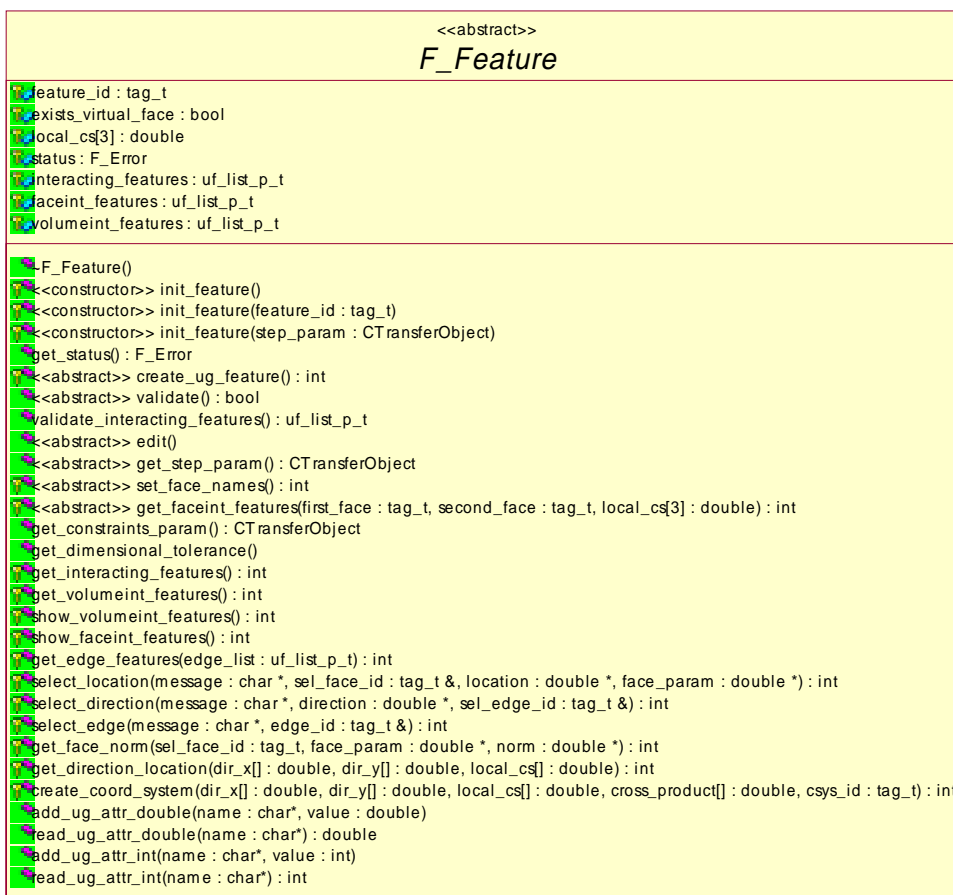 <<abstract>>
F_Feature
feature_id : tag_t
exists_virtual_face : bool
local_cs[3] : double
status : F_Error
interacting_features : uf_list_p_t
faceint_features : uf_list_p_t
volumeint_features : uf_list_p_t
~F_Feature()
<<constructor>> init_feature()
<<constructor>> init_feature(feature_id : tag_t)
<<constructor>> init_feature(step_param : CTransferObject)
get_status() : F_Error
<<abstract>> create_ug_feature() : int
<<abstract>> validate() : bool
validate_interacting_features() : uf_list_p_t
<<abstract>> edit()
<<abstract>> get_step_param() : CTransferObject
<<abstract>> set_face_names() : int
<<abstract>> get_faceint_features(first_face : tag_t, second_face : tag_t, local_cs[3] : double) : int
get_constraints_param() : CTransferObject
get_dimensional_tolerance()
get_interacting_features() : int
get_volumeint_features() : int
show_volumeint_features() : int
show_faceint_features() : int
get_edge_features(edge_list : uf_list_p_t) : int
select_location(message : char *, sel_face_id : tag_t &, location : double *, face_param : double *) : int
select_direction(message : char *, direction : double *, sel_edge_id : tag_t &) : int
select_edge(message : char *, edge_id : tag_t &) : int
get_face_norm(sel_face_id : tag_t, face_param : double *, norm : double *) : int
get_direction_location(dir_x[] : double, dir_y[] : double, local_cs[] : double) : int
create_coord_system(dir_x[] : double, dir_y[] : double, local_cs[] : double, cross_product[] : double, csys_id : tag_t) : int
add_ug_attr_double(name : char*, value : double)
read_ug_attr_double(name : char*) : double
add_ug_attr_int(name : char*, value : int)
read_ug_attr_int(name : char*) : int